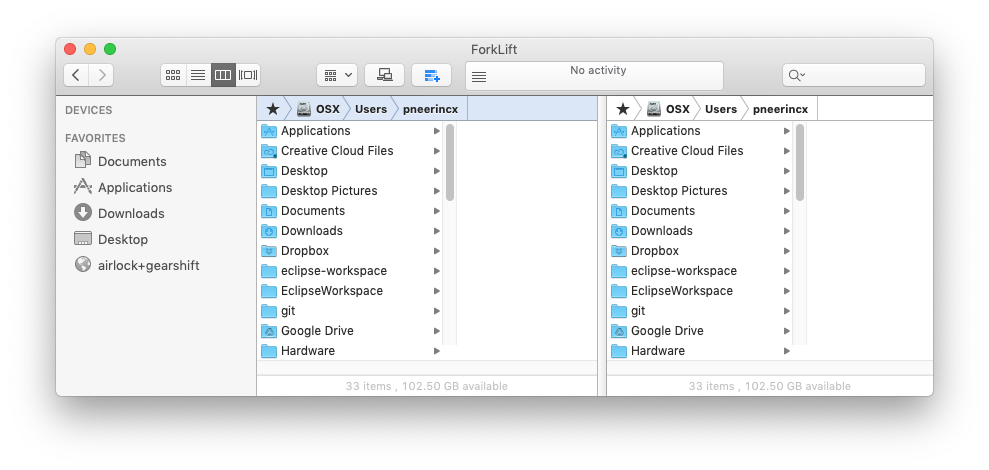 ForkLift
No activity
DEVICES
FAVORITES
Documents
Applications
Downloads
Desktop
airlock+gearshift
OSX Users pneerincx
Applications
Creative Cloud Files
Desktop
Desktop Pictures
Documents
Downloads
Dropbox
eclipse-workspace
EclipseWorkspace
git
Google Drive
Hardware
33 items , 102.50 GB available
OSX Users pneerincx
Applications
Creative Cloud Files
Desktop
Desktop Pictures
Documents
Downloads
Dropbox
eclipse-workspace
EclipseWorkspace
git
Google Drive
Hardware
33 items , 102.50 GB available